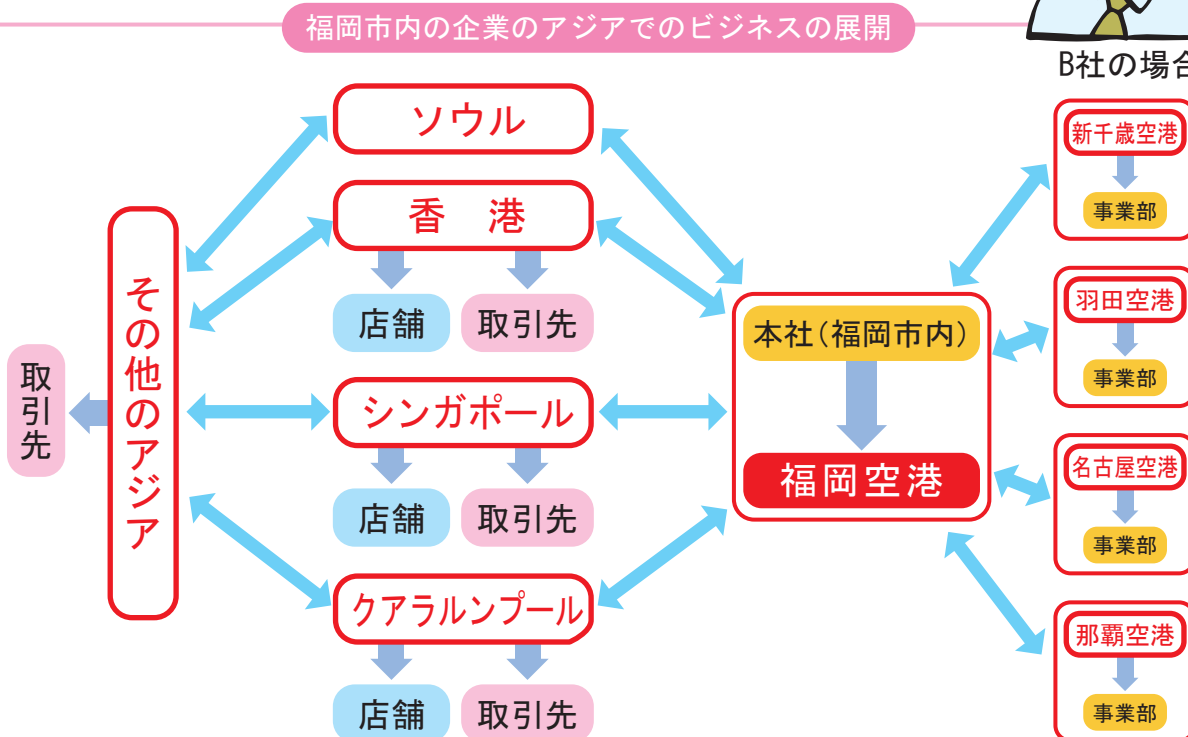 福岡市内の企業のアジアでのビジネスの展開
B社の場合
ソウル
香 港
店舗
取引先
シンガポール
店舗
取引先
クアラルンプール
店舗
取引先
その他のアジア
取引先
本社(福岡市内)
福岡空港
新千歳空港
事業部
羽田空港
事業部
名古屋空港
事業部
那覇空港
事業部